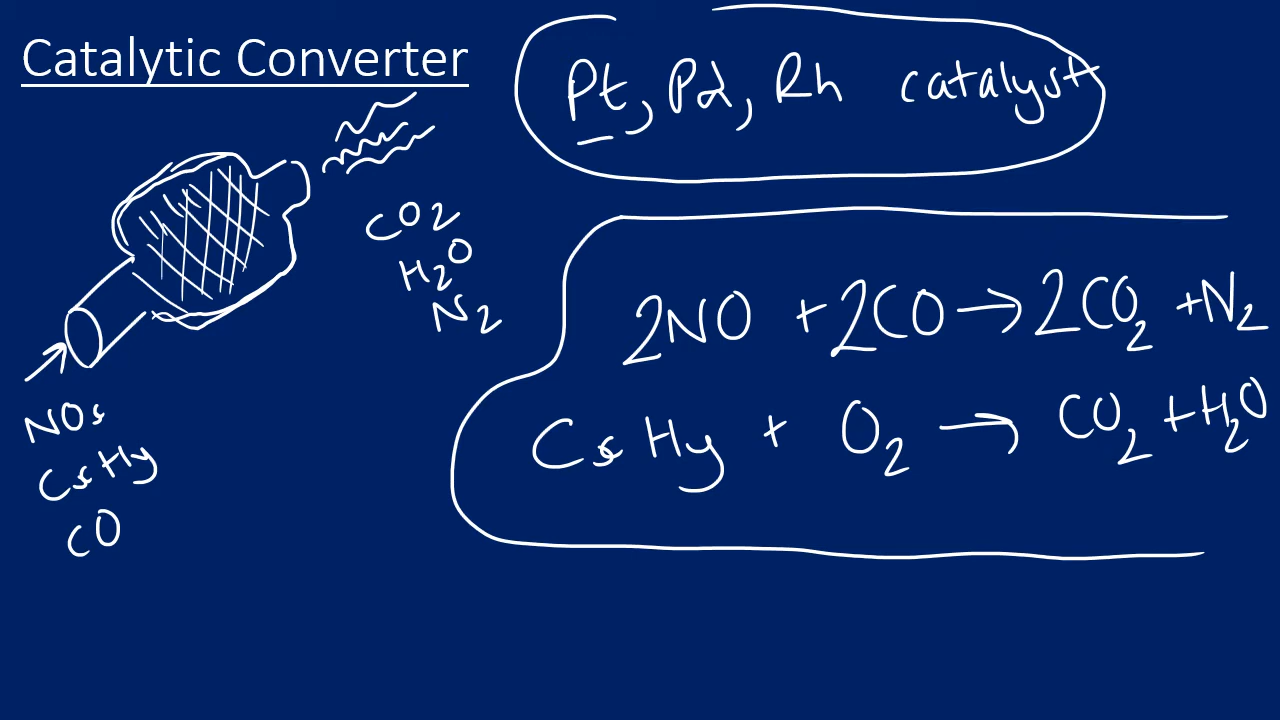 Catalytic Converter
Pt, Pd, Rh catalyst
CO2
H2O
N2
2NO + 2CO → 2CO2 + N2
CxHy + O2 → CO2 + H2O
NOx
CxHy
CO